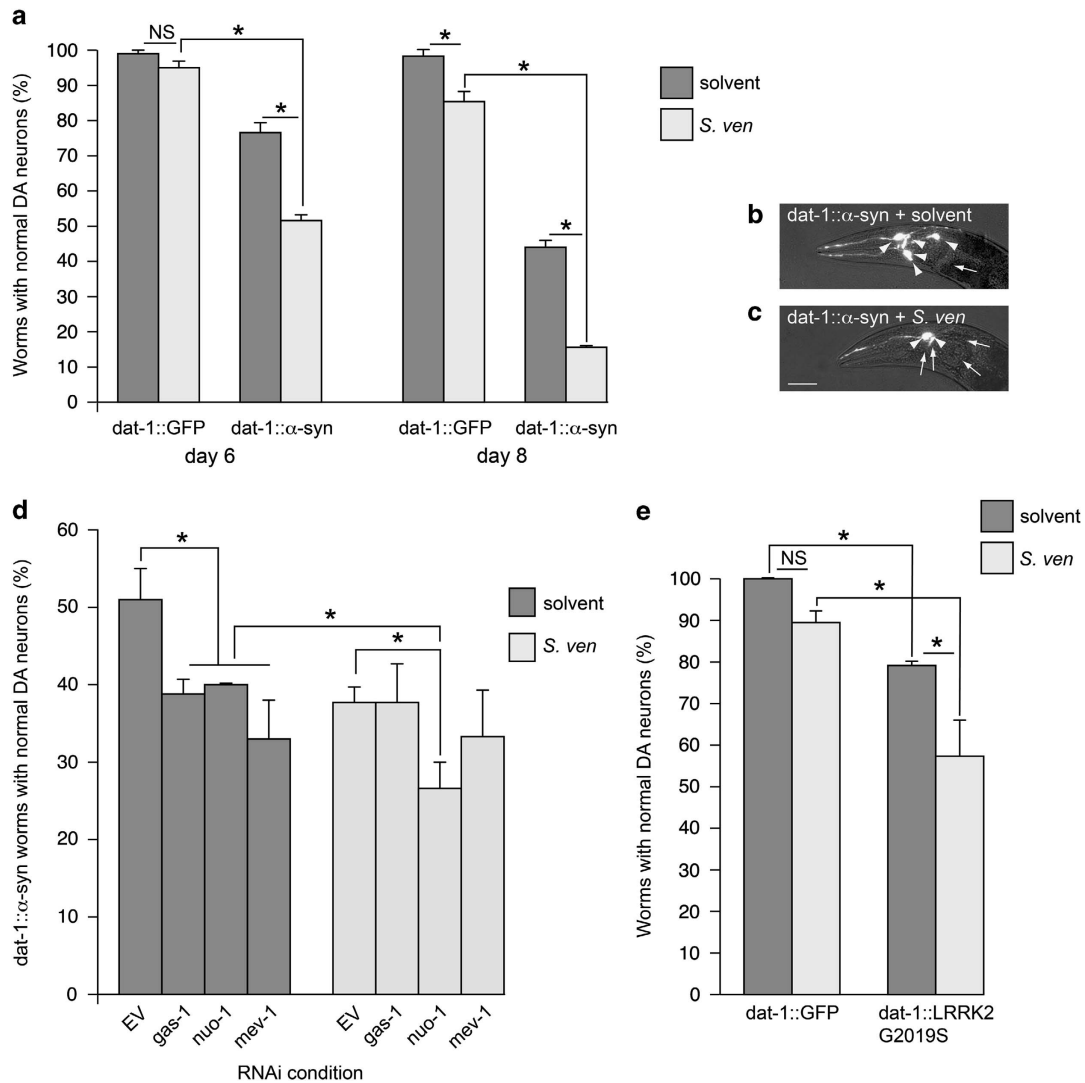 a
Worms with normal DA neurons (%)
100
90
80
70
60
50
40
30
20
10
0
NS
*
*
*
*
*
dat-1::GFP
dat-1::α-syn
dat-1::GFP
dat-1::α-syn
day 6
day 8
solvent
S. ven
b
dat-1::α-syn + solvent
c
dat-1::α-syn + S. ven
d
dat-1::α-syn worms with normal DA neurons (%)
60
50
40
30
20
10
0
*
*
*
solvent
S. ven
EV
gas-1
nuo-1
mev-1
EV
gas-1
nuo-1
mev-1
RNAi condition
e
solvent
S. ven
Worms with normal DA neurons (%)
100
90
80
70
60
50
40
30
20
10
0
*
NS
*
*
dat-1::GFP
dat-1::LRRK2
G2019S